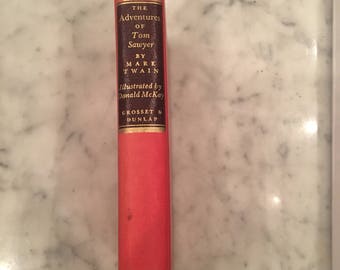 THE
Adventures
OF
Tom
Sawyer
BY
MARK
TWAIN
Illustrated by
Donald McKay
GROSSET &
DUNLAP